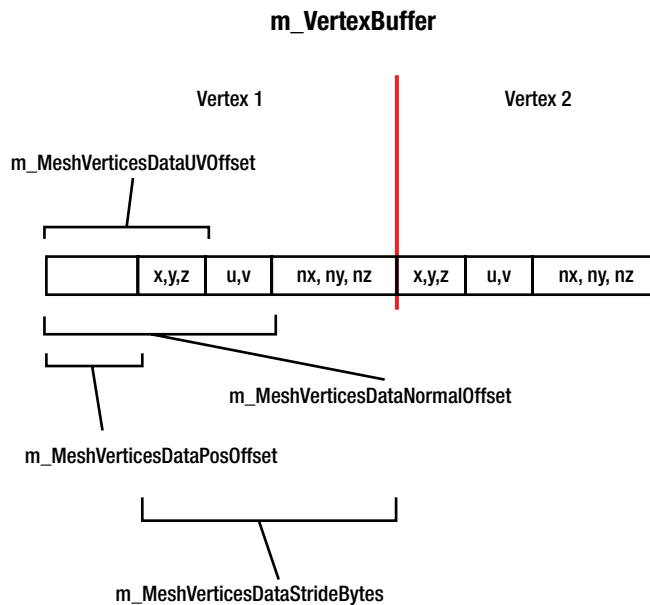 m_VertexBuffer
Vertex 1
Vertex 2
m_MeshVerticesDataUVOffset
x,y,z
u,v
nx, ny, nz
x,y,z
u,v
nx, ny, nz
m_MeshVerticesDataNormalOffset
m_MeshVerticesDataPosOffset
m_MeshVerticesDataStrideBytes